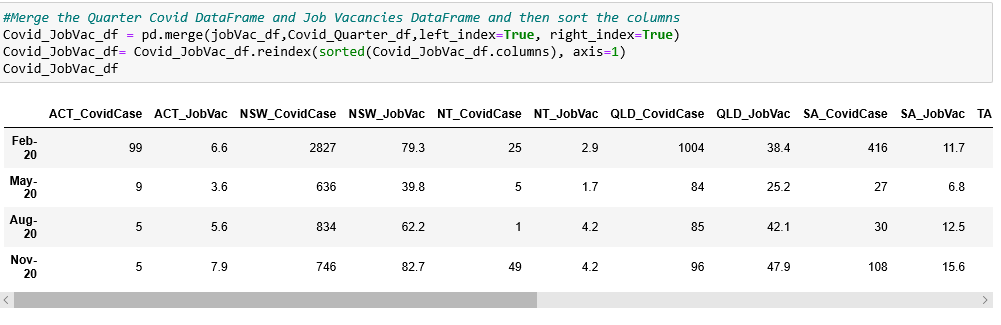 #Merge the Quarter Covid DataFrame and Job Vacancies DataFrame and then sort the columns
Covid_JobVac_df = pd.merge(jobVac_df,Covid_Quarter_df,left_index=True, right_index=True)
Covid_JobVac_df= Covid_JobVac_df.reindex(sorted(Covid_JobVac_df.columns), axis=1)
Covid_JobVac_df
ACT_CovidCase ACT_JobVac NSW_CovidCase NSW_JobVac NT_CovidCase NT_JobVac QLD_CovidCase QLD_JobVac SA_CovidCase SA_JobVac TA
Feb-
20 99 6.6 2827 79.3 25 2.9 1004 38.4 416 11.7
May-
20 9 3.6 636 39.8 5 1.7 84 25.2 27 6.8
Aug-
20 5 5.6 834 62.2 1 4.2 85 42.1 30 12.5
Nov-
20 5 7.9 746 82.7 49 4.2 96 47.9 108 15.6